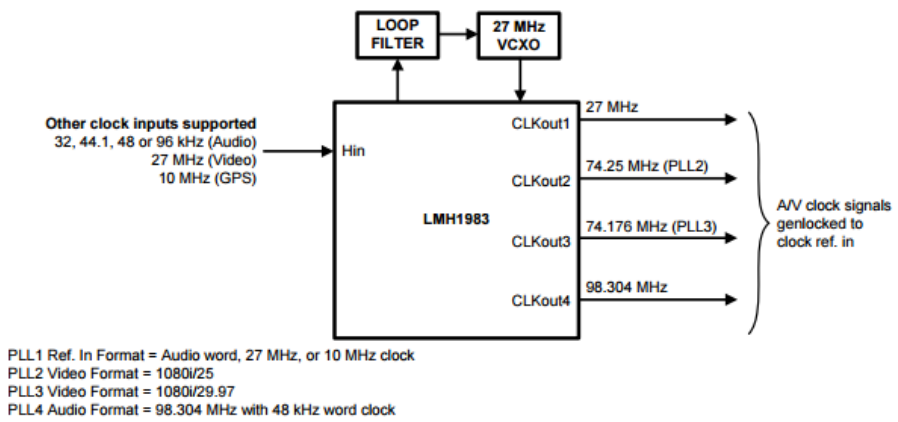 LOOP
FILTER
27 MHz
VCXO
Other clock inputs supported
32, 44.1, 48 or 96 kHz (Audio)
27 MHz (Video)
10 MHz (GPS)
Hin
LMH1983
CLKout1
27 MHz
CLKout2
74.25 MHz (PLL2)
CLKout3
74.176 MHz (PLL3)
CLKout4
98.304 MHz
A/V clock signals
genlocked to
clock ref. in
PLL1 Ref. In Format = Audio word, 27 MHz, or 10 MHz clock
PLL2 Video Format = 1080i/25
PLL3 Video Format = 1080i/29.97
PLL4 Audio Format = 98.304 MHz with 48 kHz word clock